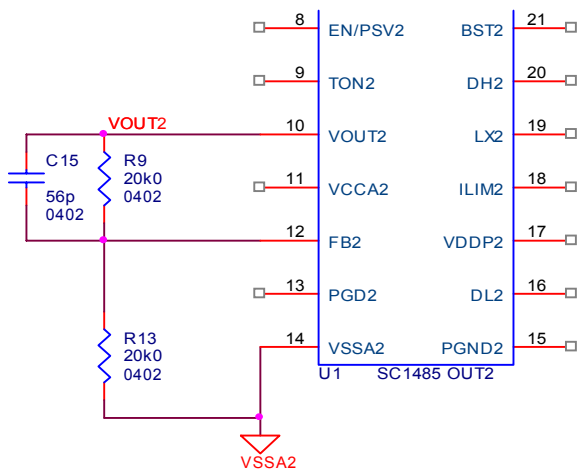 8 EN/PSV2 BST2 21
9 TON2 DH2 20
VOUT2
10 VOUT2 LX2 19
C15
56p
0402
R9
20k0
0402
11 VCCA2 ILIM2 18
12 FB2 VDDP2 17
13 PGD2 DL2 16
R13
20k0
0402
14 VSSA2 PGND2 15
U1 SC1485 OUT2
VSSA2